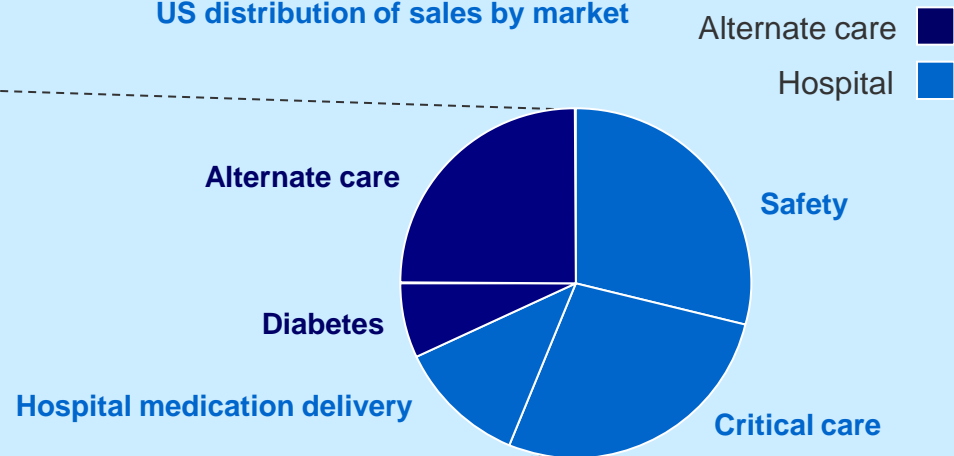 US distribution of sales by market
Alternate care
Hospital
Alternate care
Safety
Diabetes
Hospital medication delivery
Critical care